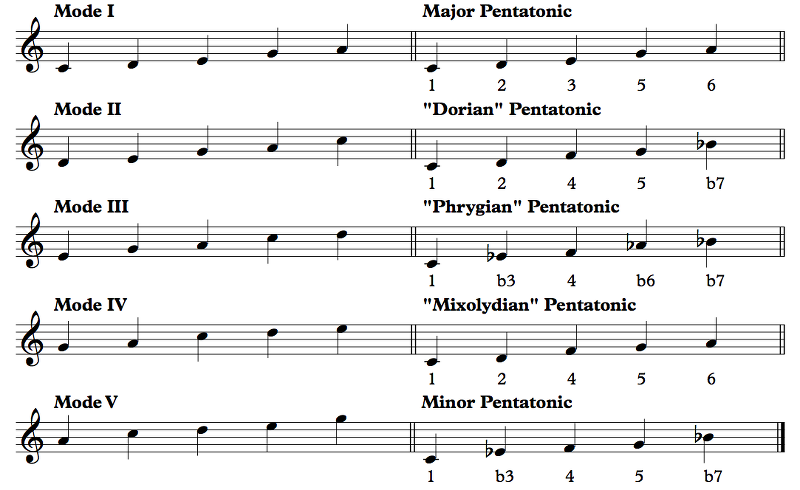 Mode I Major Pentatonic
1 2 3 5 6
Mode II "Dorian" Pentatonic
1 2 4 5 b7
Mode III "Phrygian" Pentatonic
1 b3 4 b6 b7
Mode IV "Mixolydian" Pentatonic
1 2 4 5 6
Mode V Minor Pentatonic
1 b3 4 5 b7